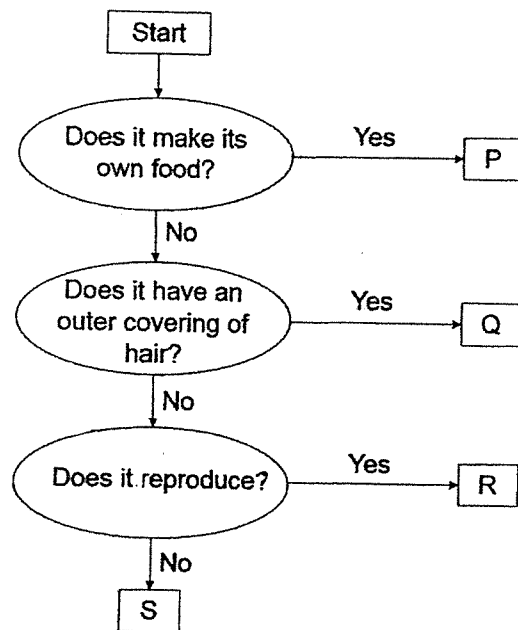 Start
Does it make its
own food?
Yes
P
No
Does it have an
outer covering of
hair?
Yes
Q
No
Does it reproduce?
Yes
R
No
S